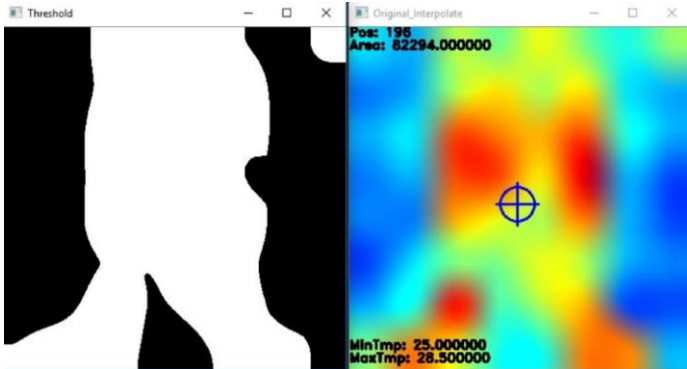 Threshold
Original_Interpolate
Pos: 196
Area: 82294.000000
MinTmp: 25.000000
MaxTmp: 28.500000